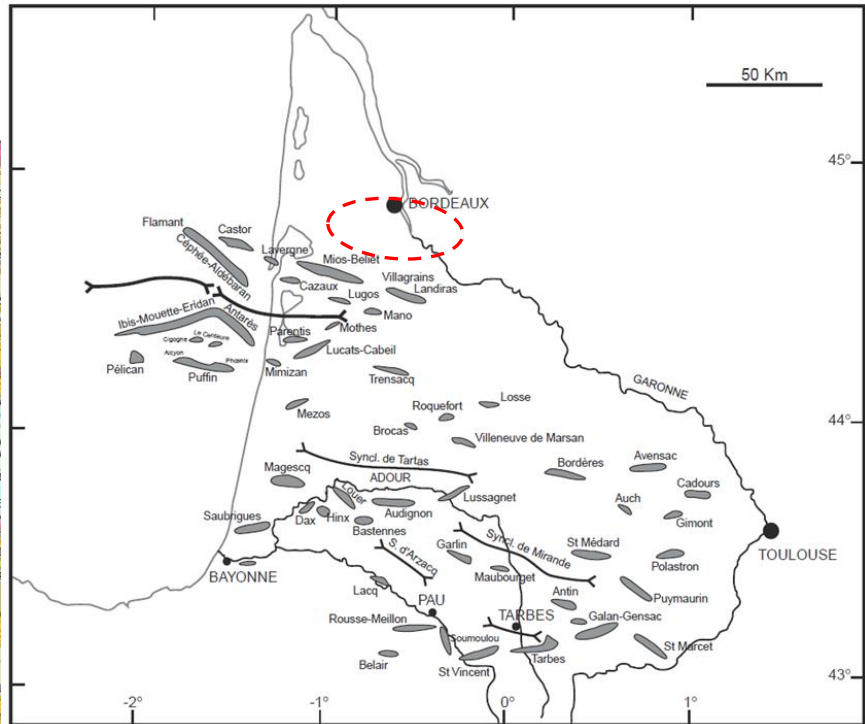 50 Km
45°
BORDEAUX
Flamant
Castor
Céphée-Aldébaran
Lavergne
Mios-Beliet
Cazaux
Villagrains
Landiras
Lugos
Mano
Ibis-Mouette-Eridan
Antarès
Mothes
Parentis
Cigogne
Le Centaure
Lucats-Cabeil
Alcyon
Phoenix
Pélican
Puffin
Mimizan
Trensacq
GARONNE
Mezos
Roquefort
Losse
44°
Brocas
Villeneuve de Marsan
Syncl. de Tartas
Magescq
ADOUR
Bordères
Avensac
Louer
Lussagnet
Cadours
Saubrigues
Dax
Hinx
Audignon
Auch
Gimont
Bastennes
Syncl. de Mirande
TOULOUSE
S. d'Arzacq
Garlin
St Médard
Polastron
BAYONNE
Maubourget
Lacq
Puymaurin
PAU
Antin
Rousse-Meillon
TARBES
Galan-Gensac
Soumoulou
Belair
St Vincent
Tarbes
St Marcet
43°
-2°
-1°
0°
1°